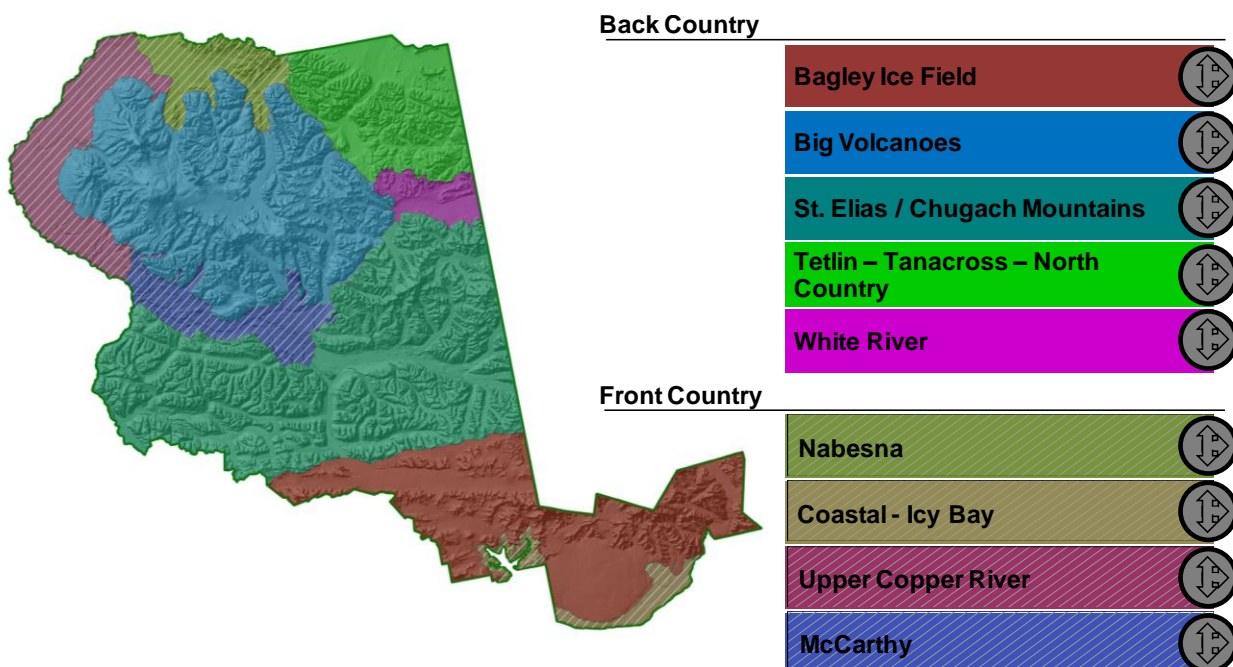 Back Country
Bagley Ice Field
Big Volcanoes
St. Elias / Chugach Mountains
Tetlin – Tanacross – North
Country
White River
Front Country
Nabesna
Coastal - Icy Bay
Upper Copper River
McCarthy